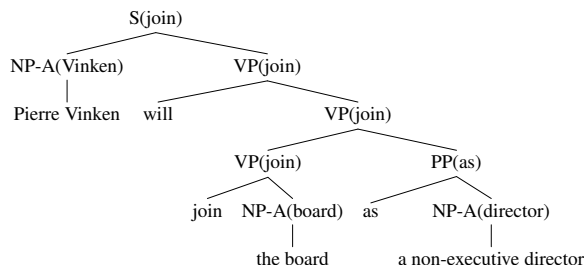 S(join)
NP-A(Vinken) VP(join)
Pierre Vinken will VP(join)
VP(join) PP(as)
join NP-A(board) as NP-A(director)
the board a non-executive director